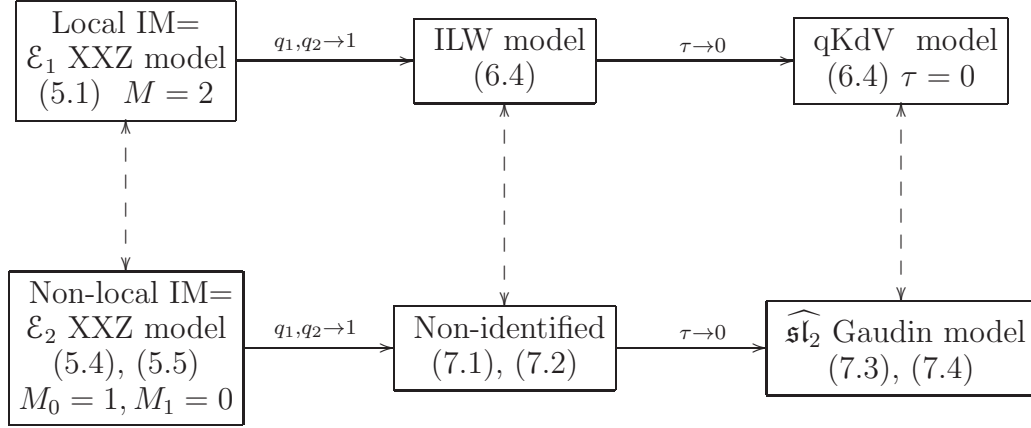 Local IM=
ℰ₁ XXZ model
(5.1) M = 2
q₁,q₂→1
ILW model
(6.4)
τ→0
qKdV model
(6.4) τ = 0
Non-local IM=
ℰ₂ XXZ model
(5.4), (5.5)
M₀ = 1, M₁ = 0
q₁,q₂→1
Non-identified
(7.1), (7.2)
τ→0
𝔰𝔩̂₂ Gaudin model
(7.3), (7.4)